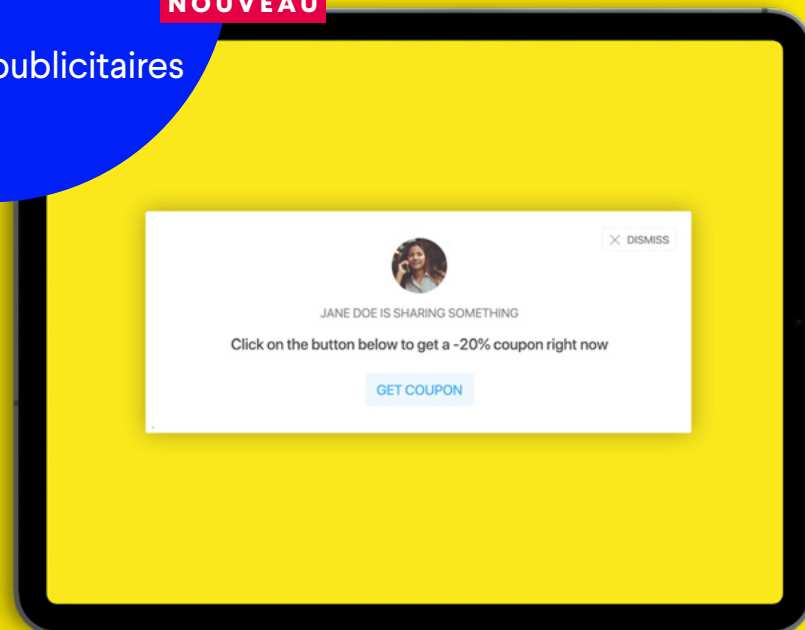 NOUVEAU
publicitaires
DISMISS
JANE DOE IS SHARING SOMETHING
Click on the button below to get a -20% coupon right now
GET COUPON